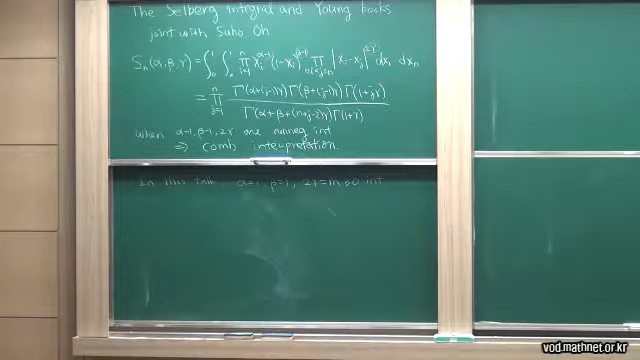 The Selberg integral and Young books
joint with Suho Oh
Sₙ(α,β,γ) = ∫₀¹ ∫₀¹ ∏ᵢ₌₁ⁿ xᵢ^(α-1) (1-xᵢ)^(β-1) ∏_(1≤i<j≤n) |xᵢ-xⱼ|^(2γ) dx₁ dxₙ
= ∏ⱼ₌₁ⁿ Γ(α+(j-1)γ) Γ(β+(j-1)γ) Γ(1+jγ) / Γ(α+β+(n+j-2)γ) Γ(1+γ)
when α-1, β-1, 2γ are nonneg int
⇒ comb interpretation.
In this talk α=1, β=1, 2γ=m ≥0 int
vod.mathnet.or.kr